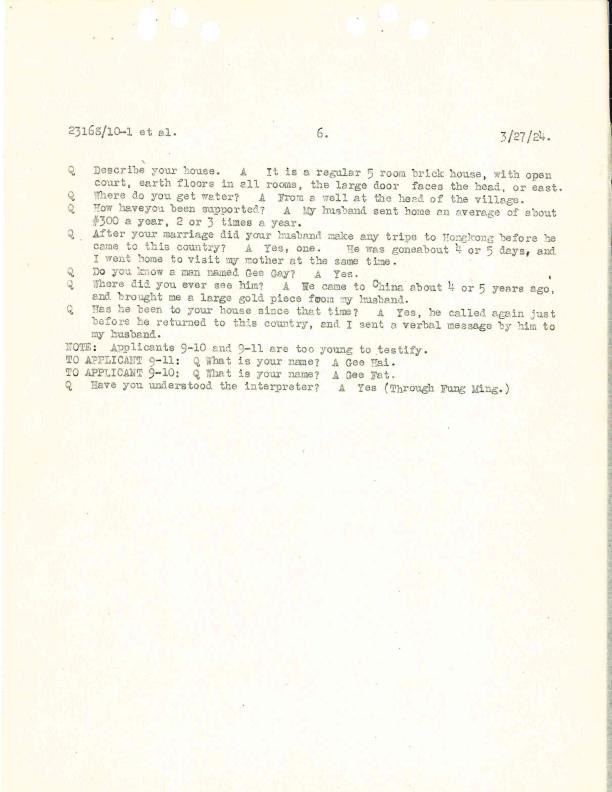 23165/10-1 et al. 6. 3/27/24.
Q Describe your house. A It is a regular 5 room brick house, with open
court, earth floors in all rooms, the large door faces the head, or east.
Q Where do you get water? A From a well at the head of the village.
Q How haveyou been supported? A My husband sent home an average of about
$300 a year, 2 or 3 times a year.
Q After your marriage did your husband make any trips to Hongkong before he
came to this country? A Yes, one. He was goneabout 4 or 5 days, and
I went home to visit my mother at the same time.
Q Do you know a man named Gee Gay? A Yes.
Q Where did you ever see him? A He came to China about 4 or 5 years ago,
and brought me a large gold piece from my husband.
Q Has he been to your house since that time? A Yes, he called again just
before he returned to this country, and I sent a verbal message by him to
my husband.
NOTE: Applicants 9-10 and 9-11 are too young to testify.
TO APPLICANT 9-11: Q What is your name? A Gee Hai.
TO APPLICANT 9-10: Q What is your name? A Gee Fat.
Q Have you understood the interpreter? A Yes (Through Fung Ming.)